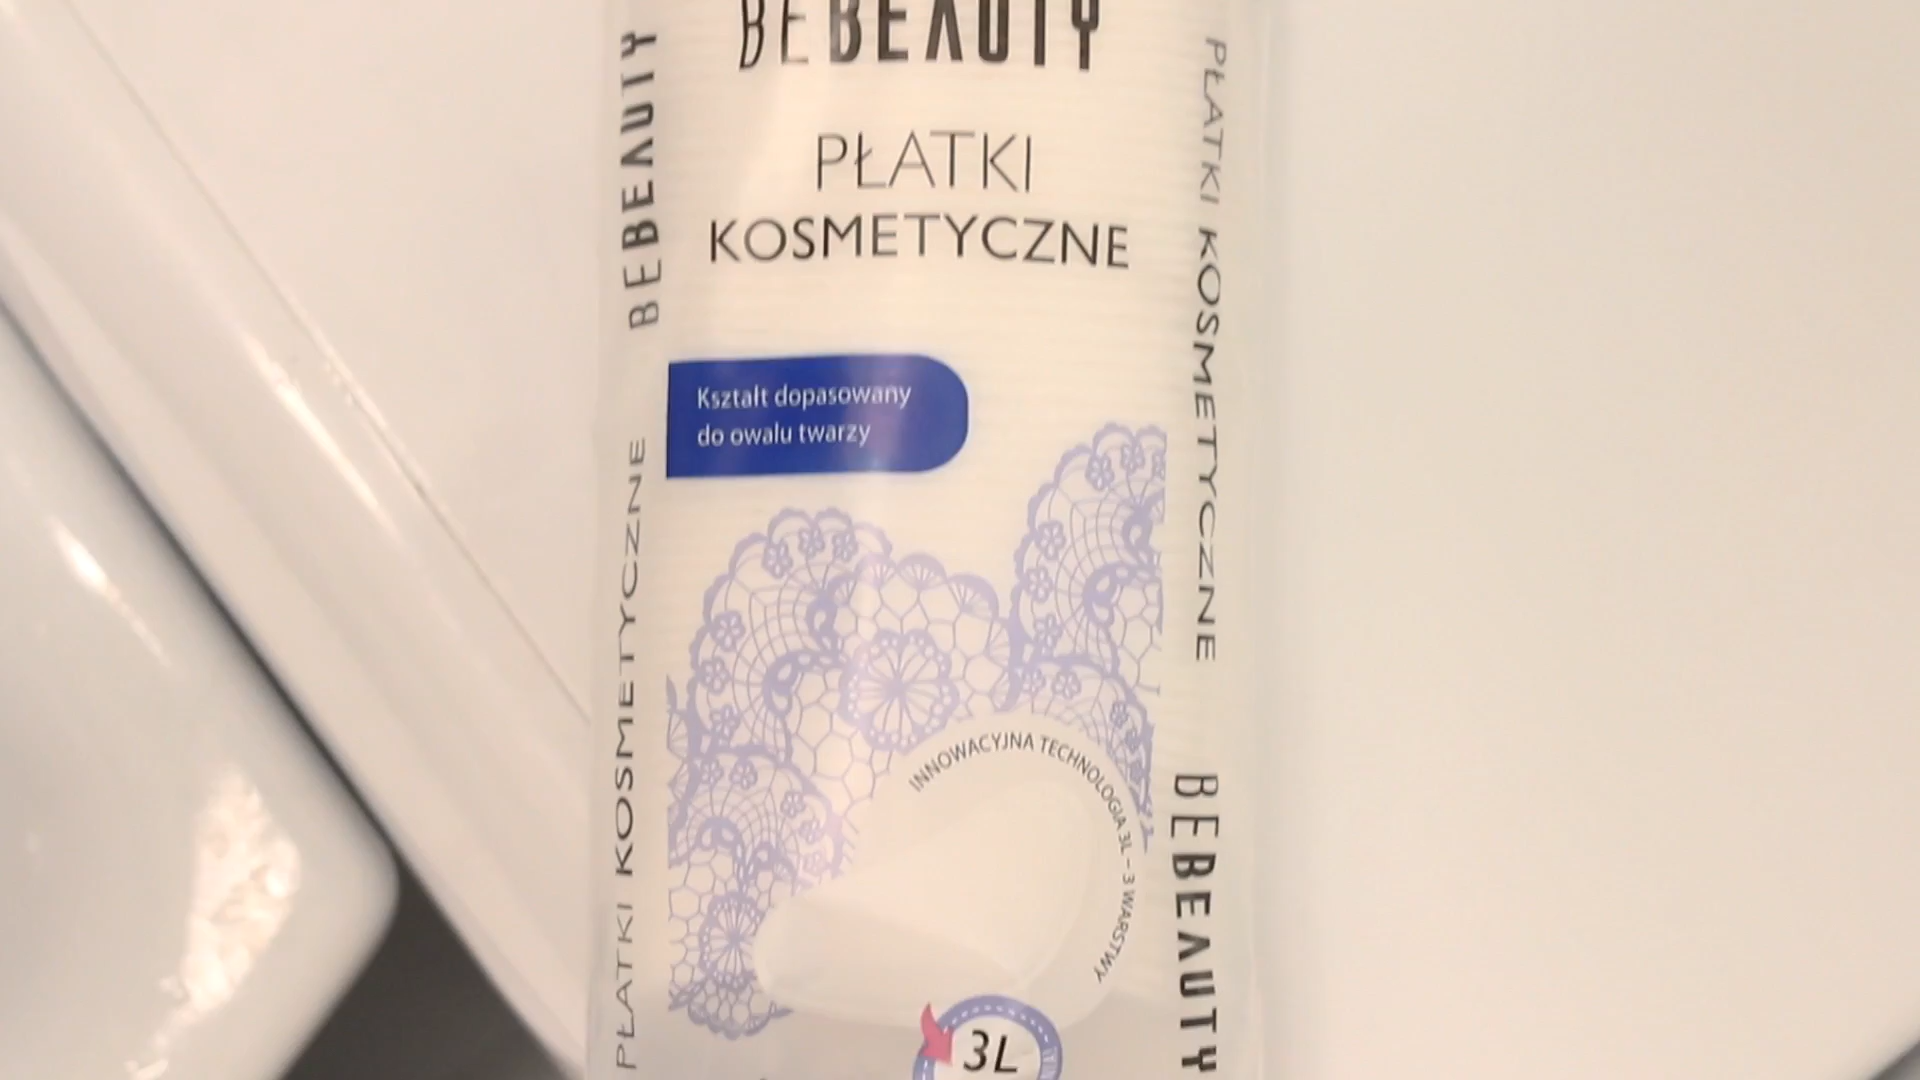 BEBEAUTY
PŁATKI
KOSMETYCZNE
Kształt dopasowany
do owalu twarzy
INNOWACYJNA TECHNOLOGIA 3L – 3 WARSTWY
3L
PŁATKI KOSMETYCZNE BEBEAUTY
PŁATKI KOSMETYCZNE BEBEAUTY